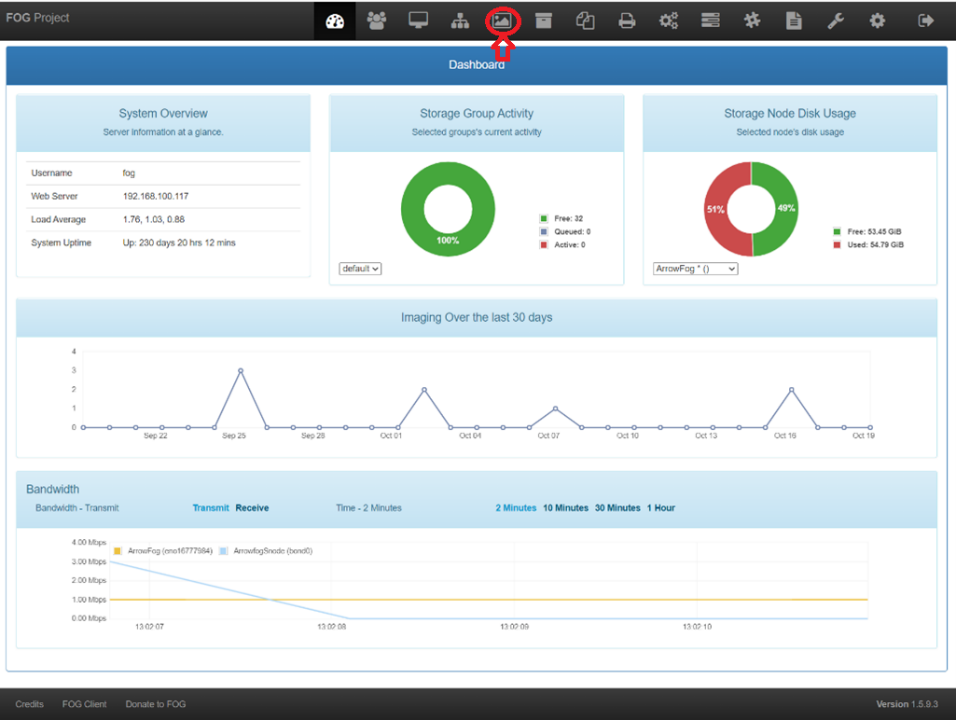 FOG Project
Dashboard
System Overview
Server information at a glance.
Username fog
Web Server 192.168.100.117
Load Average 1.76, 1.03, 0.88
System Uptime Up: 230 days 20 hrs 12 mins
Storage Group Activity
Selected groups's current activity
100%
Free: 32
Queued: 0
Active: 0
default
Storage Node Disk Usage
Selected node's disk usage
51%
49%
Free: 53.45 GiB
Used: 54.79 GiB
ArrowFog * ()
Imaging Over the last 30 days
4
3
2
1
0
Sep 22 Sep 25 Sep 28 Oct 01 Oct 04 Oct 07 Oct 10 Oct 13 Oct 16 Oct 19
Bandwidth
Bandwidth - Transmit Transmit Receive Time - 2 Minutes 2 Minutes 10 Minutes 30 Minutes 1 Hour
4.00 Mbps
ArrowFog (eno16777984) ArrowfogSnode (bond0)
3.00 Mbps
2.00 Mbps
1.00 Mbps
0.00 Mbps
13:02:07 13:02:08 13:02:09 13:02:10
Credits FOG Client Donate to FOG Version 1.5.9.3